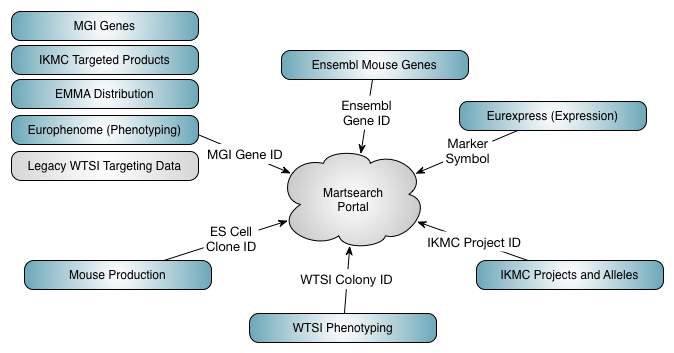 MGI Genes
IKMC Targeted Products
EMMA Distribution
Europhenome (Phenotyping)
Legacy WTSI Targeting Data
MGI Gene ID
Ensembl Mouse Genes
Ensembl
Gene ID
Eurexpress (Expression)
Marker
Symbol
Martsearch
Portal
ES Cell
Clone ID
Mouse Production
WTSI Colony ID
WTSI Phenotyping
IKMC Project ID
IKMC Projects and Alleles